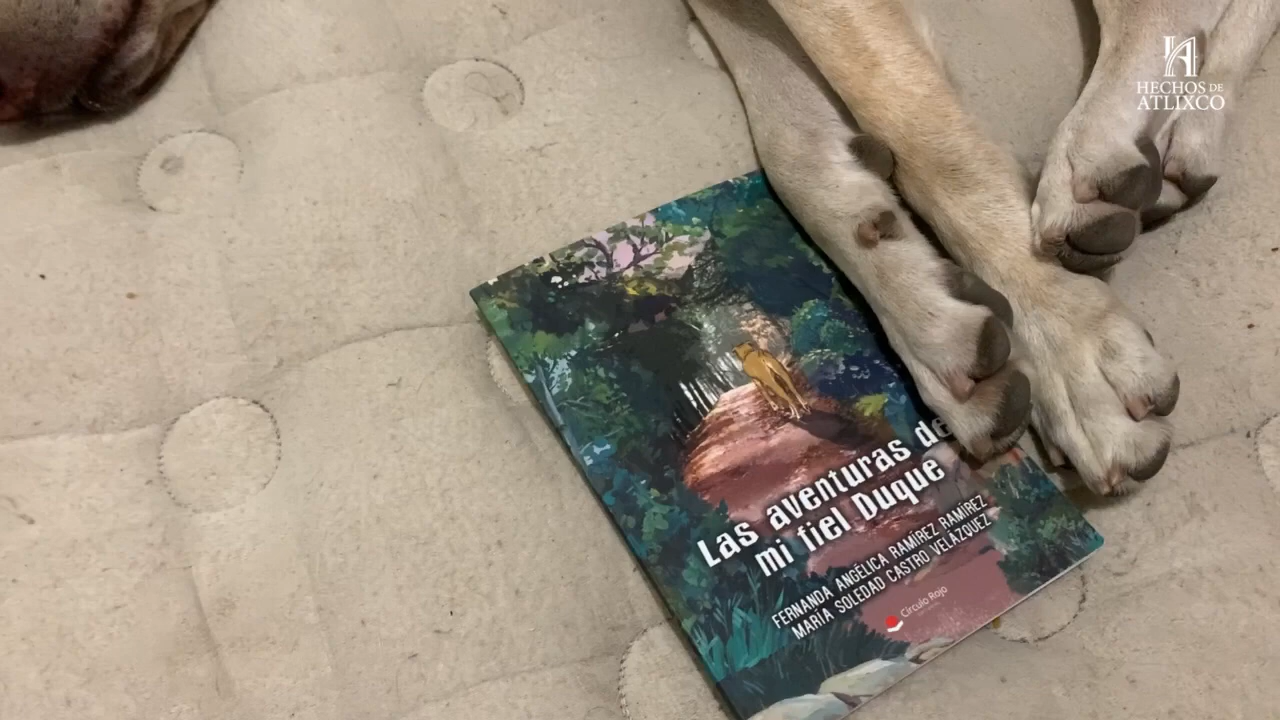 HECHOS DE
ATLIXCO
Las aventuras de
mi fiel Duque
FERNANDA ANGÉLICA RAMÍREZ RAMÍREZ
MARÍA SOLEDAD CASTRO VELÁZQUEZ
Círculo Rojo